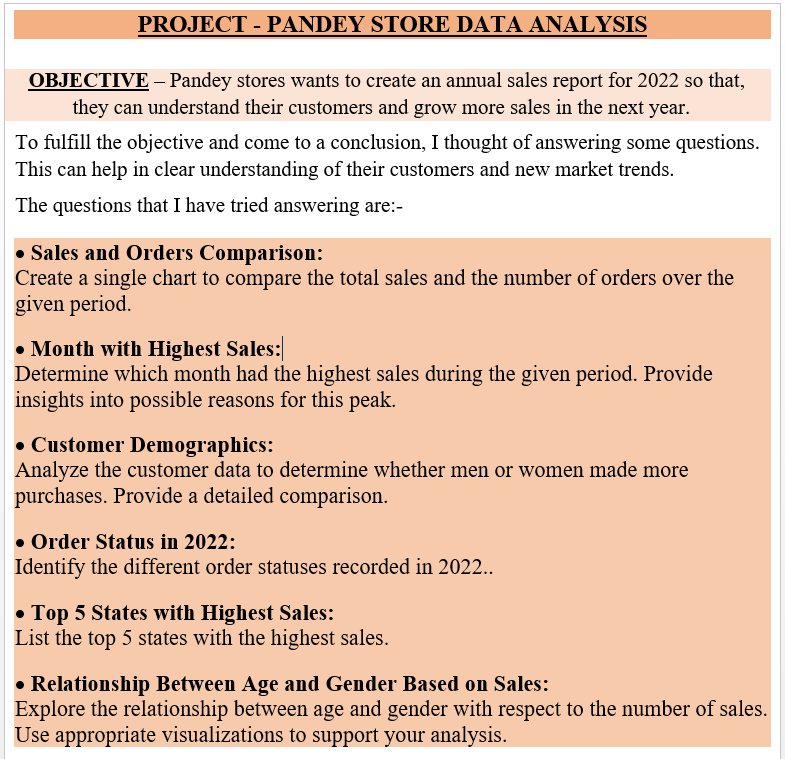 PROJECT - PANDEY STORE DATA ANALYSIS
OBJECTIVE – Pandey stores wants to create an annual sales report for 2022 so that,
they can understand their customers and grow more sales in the next year.
To fulfill the objective and come to a conclusion, I thought of answering some questions.
This can help in clear understanding of their customers and new market trends.
The questions that I have tried answering are:-
• Sales and Orders Comparison:
Create a single chart to compare the total sales and the number of orders over the
given period.
• Month with Highest Sales:
Determine which month had the highest sales during the given period. Provide
insights into possible reasons for this peak.
• Customer Demographics:
Analyze the customer data to determine whether men or women made more
purchases. Provide a detailed comparison.
• Order Status in 2022:
Identify the different order statuses recorded in 2022..
• Top 5 States with Highest Sales:
List the top 5 states with the highest sales.
• Relationship Between Age and Gender Based on Sales:
Explore the relationship between age and gender with respect to the number of sales.
Use appropriate visualizations to support your analysis.